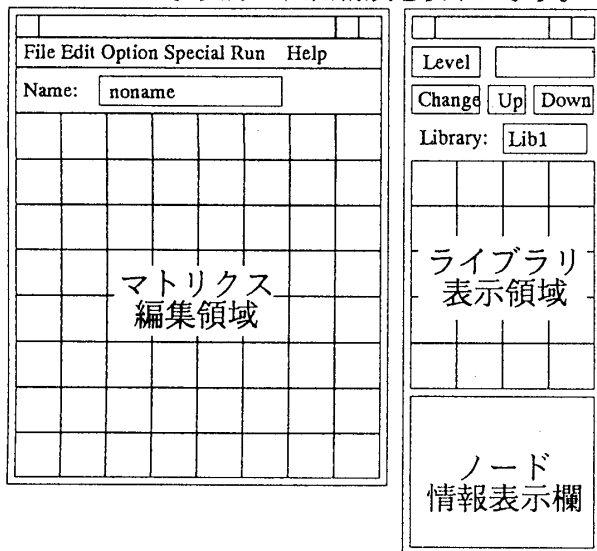 File Edit Option Special Run Help
Name: noname
マトリクス
編集領域
Level
Change Up Down
Library: Lib1
ライブラリ
表示領域
ノード
情報表示欄